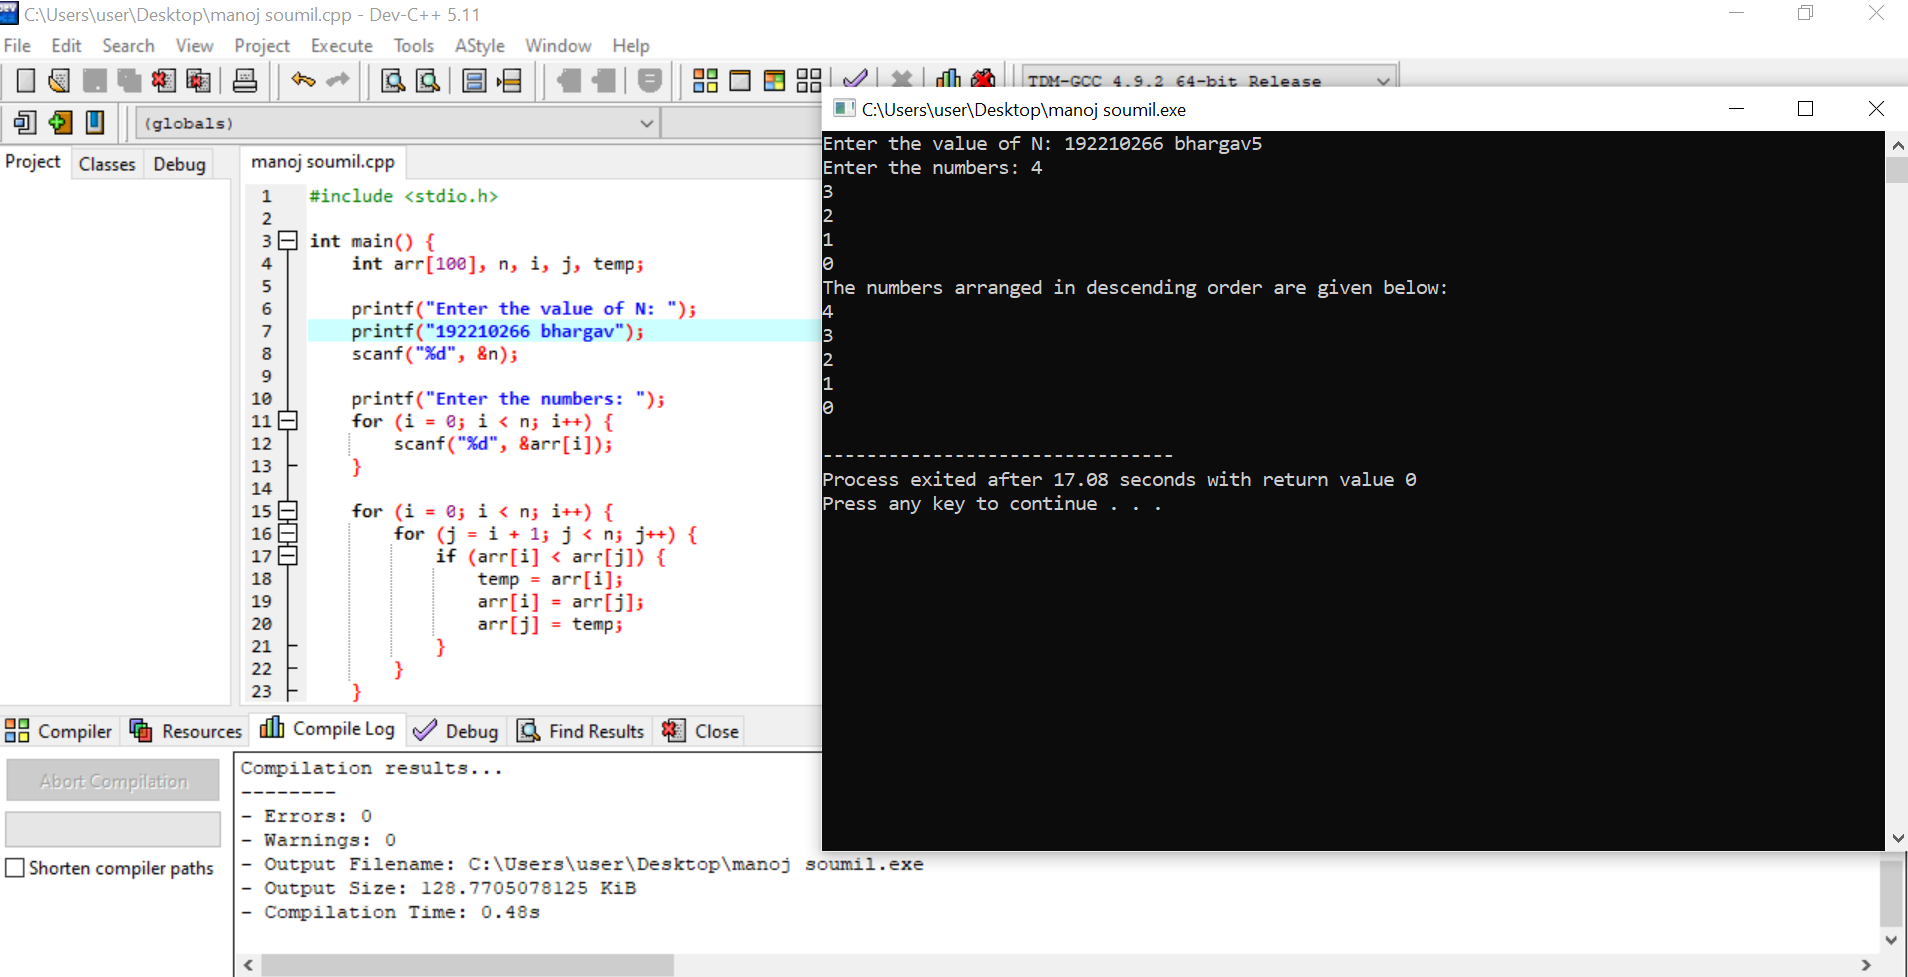 C:\Users\user\Desktop\manoj soumil.cpp - Dev-C++ 5.11
File Edit Search View Project Execute Tools AStyle Window Help
TDM-GCC 4.9.2 64-bit Release
(globals)
Project Classes Debug
manoj soumil.cpp
1 #include <stdio.h>
2
3 int main() {
4 int arr[100], n, i, j, temp;
5
6 printf("Enter the value of N: ");
7 printf("192210266 bhargav");
8 scanf("%d", &n);
9
10 printf("Enter the numbers: ");
11 for (i = 0; i < n; i++) {
12 scanf("%d", &arr[i]);
13 }
14
15 for (i = 0; i < n; i++) {
16 for (j = i + 1; j < n; j++) {
17 if (arr[i] < arr[j]) {
18 temp = arr[i];
19 arr[i] = arr[j];
20 arr[j] = temp;
21 }
22 }
23 }
C:\Users\user\Desktop\manoj soumil.exe
Enter the value of N: 192210266 bhargav5
Enter the numbers: 4
3
2
1
0
The numbers arranged in descending order are given below:
4
3
2
1
0
--------------------------------
Process exited after 17.08 seconds with return value 0
Press any key to continue . . .
Compiler Resources Compile Log Debug Find Results Close
Abort Compilation
Shorten compiler paths
Compilation results...
--------
- Errors: 0
- Warnings: 0
- Output Filename: C:\Users\user\Desktop\manoj soumil.exe
- Output Size: 128.7705078125 KiB
- Compilation Time: 0.48s